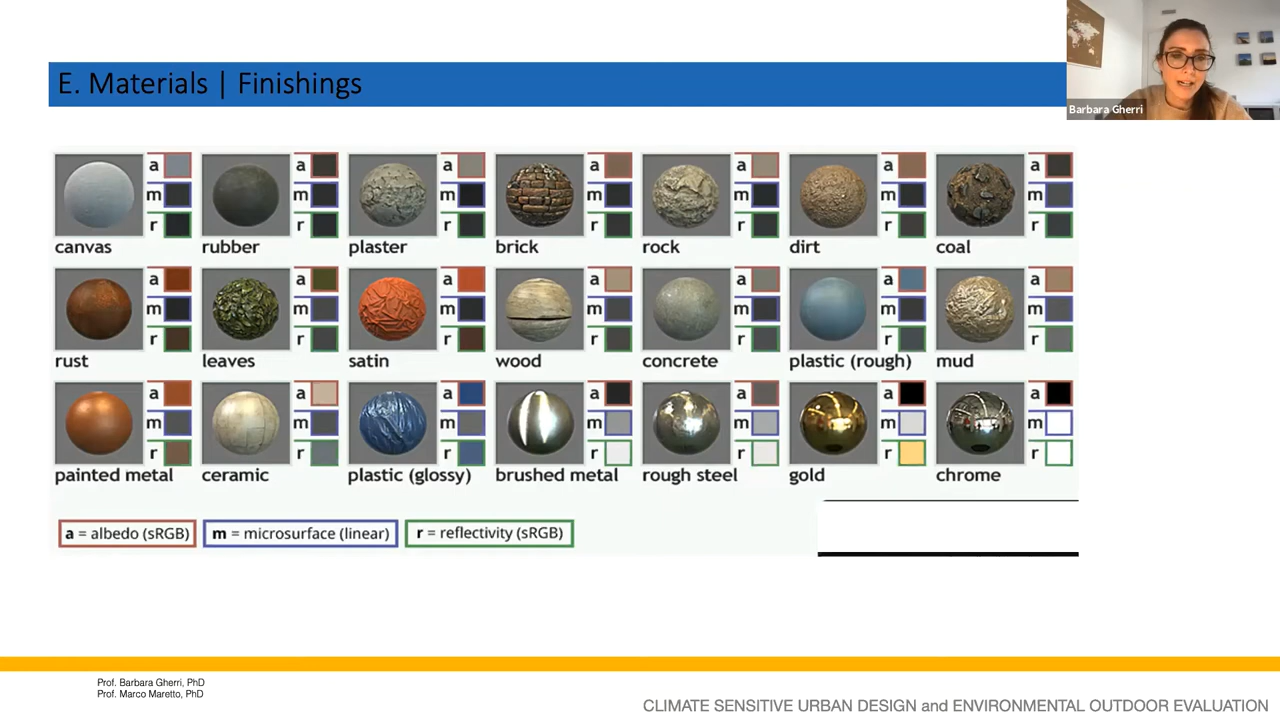 Barbara Gherri
E. Materials | Finishings
a a a a a a a
m m m m m m m
r r r r r r r
canvas rubber plaster brick rock dirt coal
a a a a a a a
m m m m m m m
r r r r r r r
rust leaves satin wood concrete plastic (rough) mud
a a a a a a a
m m m m m m m
r r r r r r r
painted metal ceramic plastic (glossy) brushed metal rough steel gold chrome
a = albedo (sRGB) m = microsurface (linear) r = reflectivity (sRGB)
Prof. Barbara Gherri, PhD
Prof. Marco Maretto, PhD
CLIMATE SENSITIVE URBAN DESIGN and ENVIRONMENTAL OUTDOOR EVALUATION